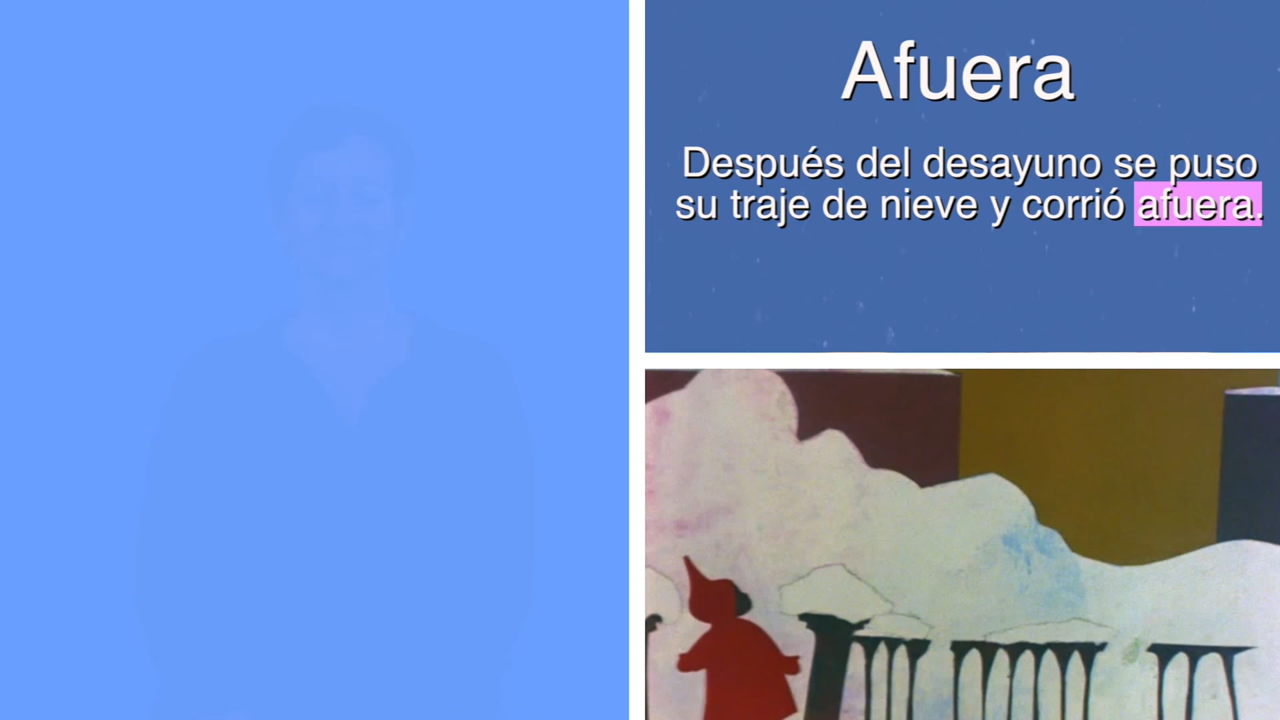 Afuera
Después del desayuno se puso
su traje de nieve y corrió afuera.